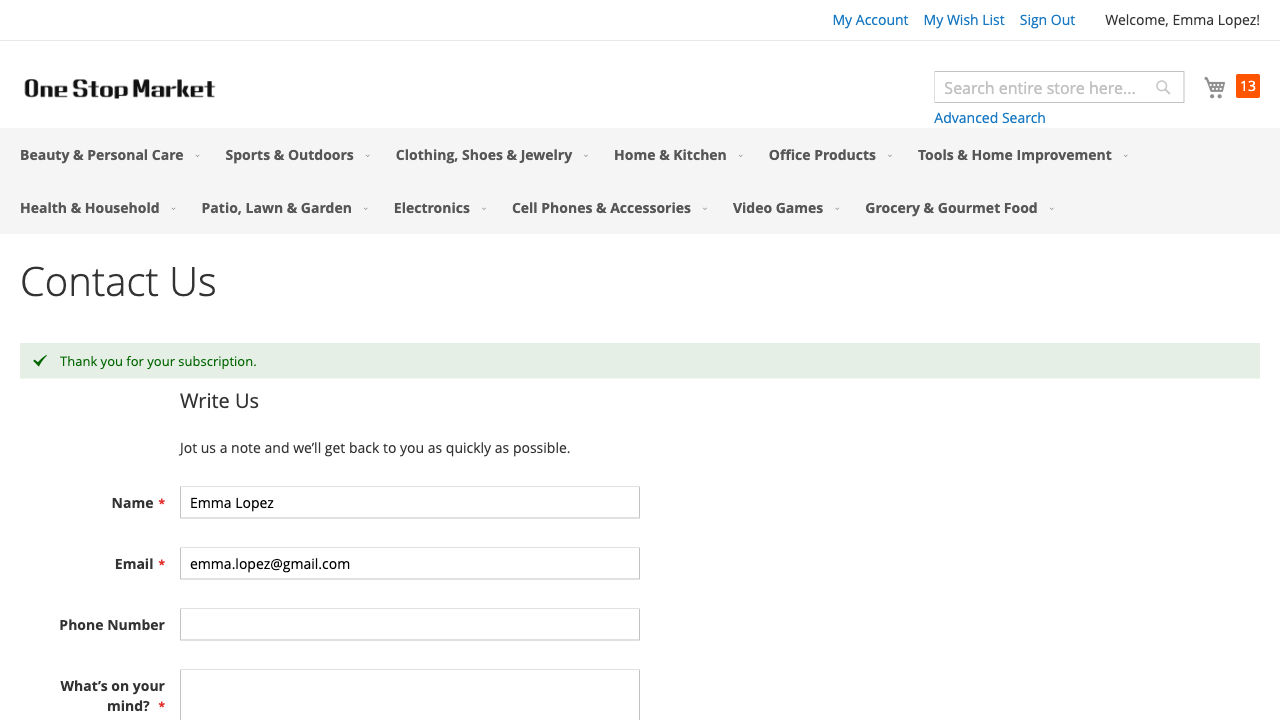 My Account My Wish List Sign Out Welcome, Emma Lopez!
One Stop Market
Search entire store here...
13
Advanced Search
Beauty & Personal Care Sports & Outdoors Clothing, Shoes & Jewelry Home & Kitchen Office Products Tools & Home Improvement
Health & Household Patio, Lawn & Garden Electronics Cell Phones & Accessories Video Games Grocery & Gourmet Food
Contact Us
Thank you for your subscription.
Write Us
Jot us a note and we’ll get back to you as quickly as possible.
Name * Emma Lopez
Email * emma.lopez@gmail.com
Phone Number
What’s on your
mind? *